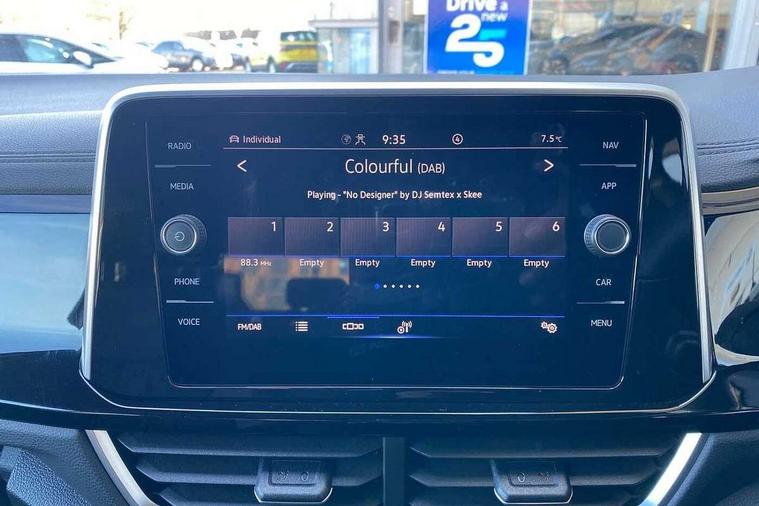 Drive a
new
25
RADIO
MEDIA
PHONE
VOICE
Individual 9:35 4 7.5°C
< Colourful (DAB) >
Playing - "No Designer" by DJ Semtex x Skee
1 2 3 4 5 6
88.3 MHz Empty Empty Empty Empty Empty
FM/DAB
NAV
APP
CAR
MENU